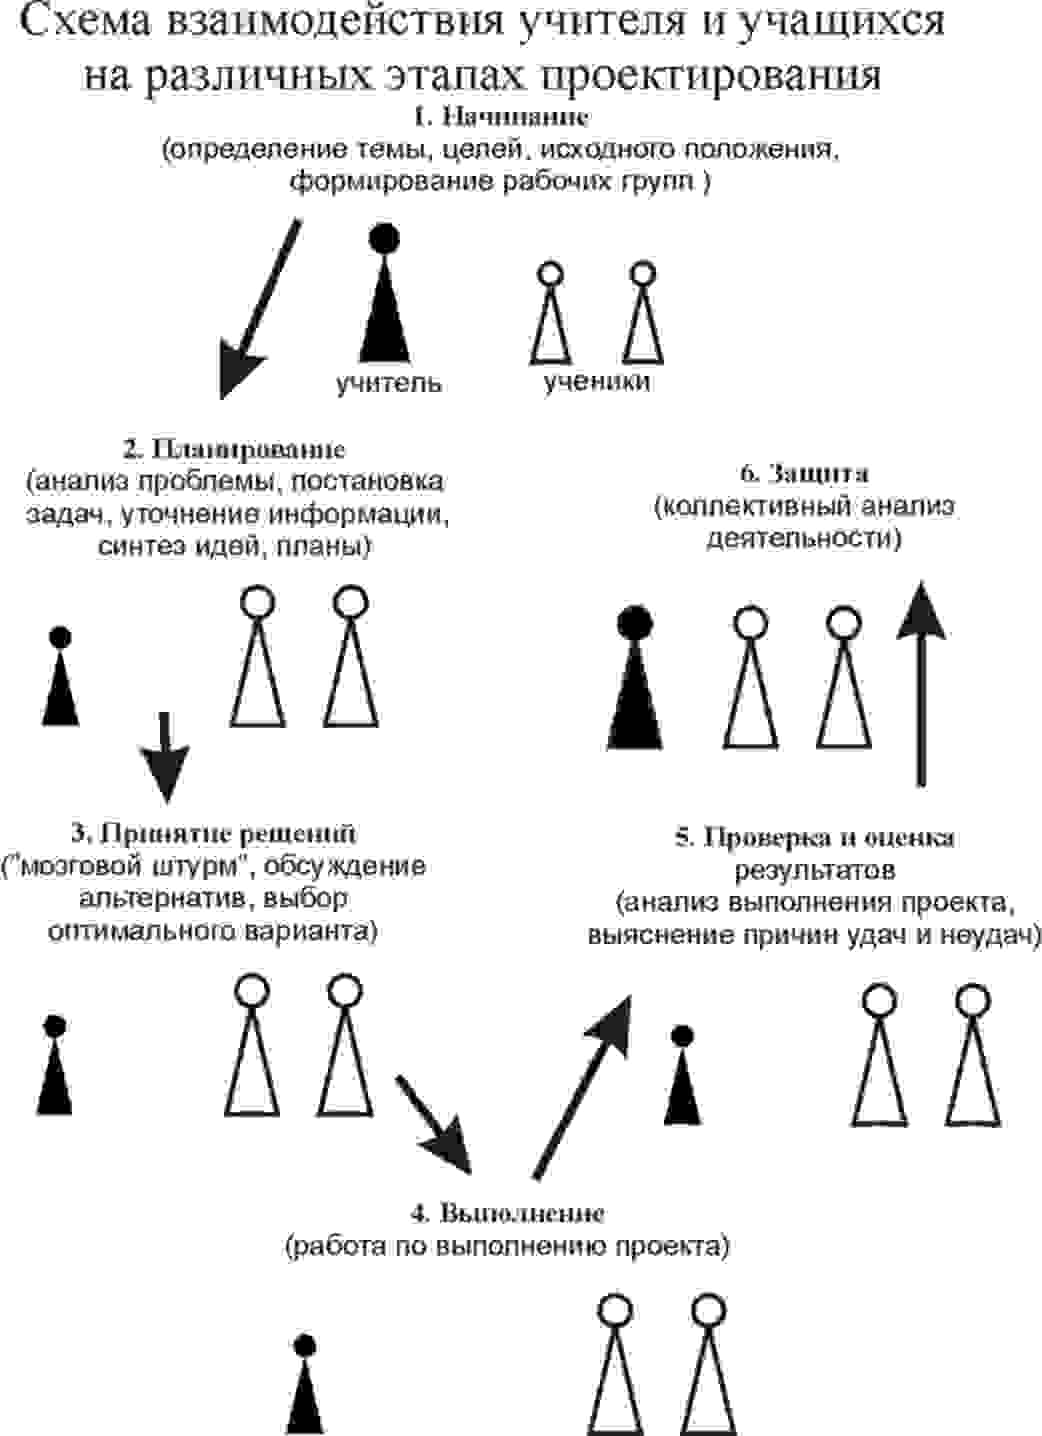 Схема взаимодействия учителя и учащихся
на различных этапах проектирования
1. Начинание
(определение темы, целей, исходного положения,
формирование рабочих групп )
учитель
ученики
2. Планирование
(анализ проблемы, постановка
задач, уточнение информации,
синтез идей, планы)
3. Принятие решений
("мозговой штурм", обсуждение
альтернатив, выбор
оптимального варианта)
4. Выполнение
(работа по выполнению проекта)
5. Проверка и оценка
результатов
(анализ выполнения проекта,
выяснение причин удач и неудач)
6. Защита
(коллективный анализ
деятельности)